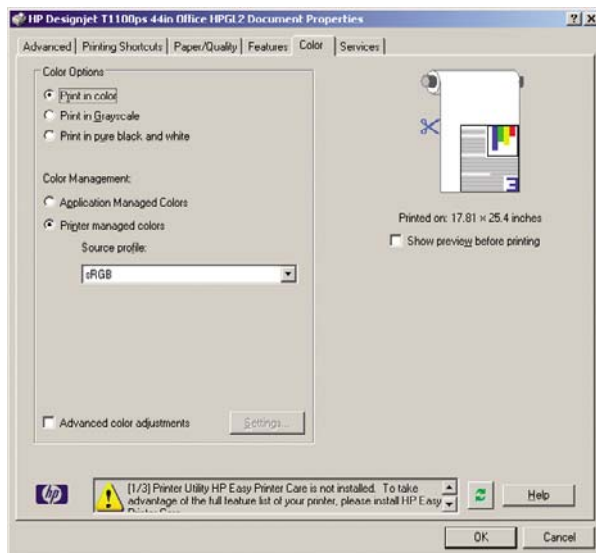 HP Designjet T1100ps 44in Office HPGL2 Document Properties
? X
Advanced Printing Shortcuts Paper/Quality Features Color Services
Color Options
Print in color
Print in Grayscale
Print in pure black and white
Color Management:
Application Managed Colors
Printer managed colors
Source profile:
sRGB
Advanced color adjustments
Settings...
Printed on: 17.81 × 25.4 inches
Show preview before printing
hp
[1/3] Printer Utility HP Easy Printer Care is not installed. To take
advantage of the full feature list of your printer, please install HP Easy
Help
OK Cancel